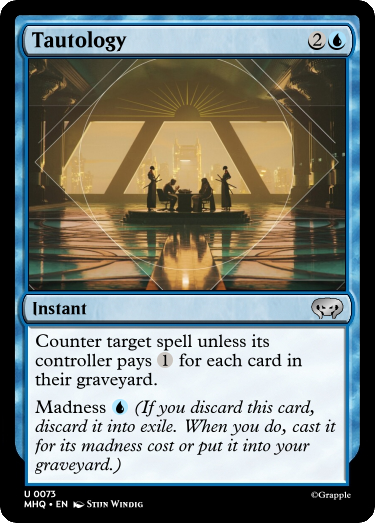 Tautology 2
Instant
Counter target spell unless its
controller pays 1 for each card in
their graveyard.
Madness (If you discard this card,
discard it into exile. When you do, cast it
for its madness cost or put it into your
graveyard.)
U 0073
MHQ • EN Stijn Windig
©Grapple